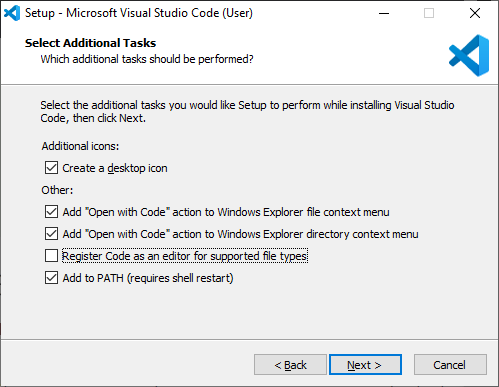 Setup - Microsoft Visual Studio Code (User)
Select Additional Tasks
Which additional tasks should be performed?
Select the additional tasks you would like Setup to perform while installing Visual Studio
Code, then click Next.
Additional icons:
Create a desktop icon
Other:
Add "Open with Code" action to Windows Explorer file context menu
Add "Open with Code" action to Windows Explorer directory context menu
Register Code as an editor for supported file types
Add to PATH (requires shell restart)
< Back
Next >
Cancel